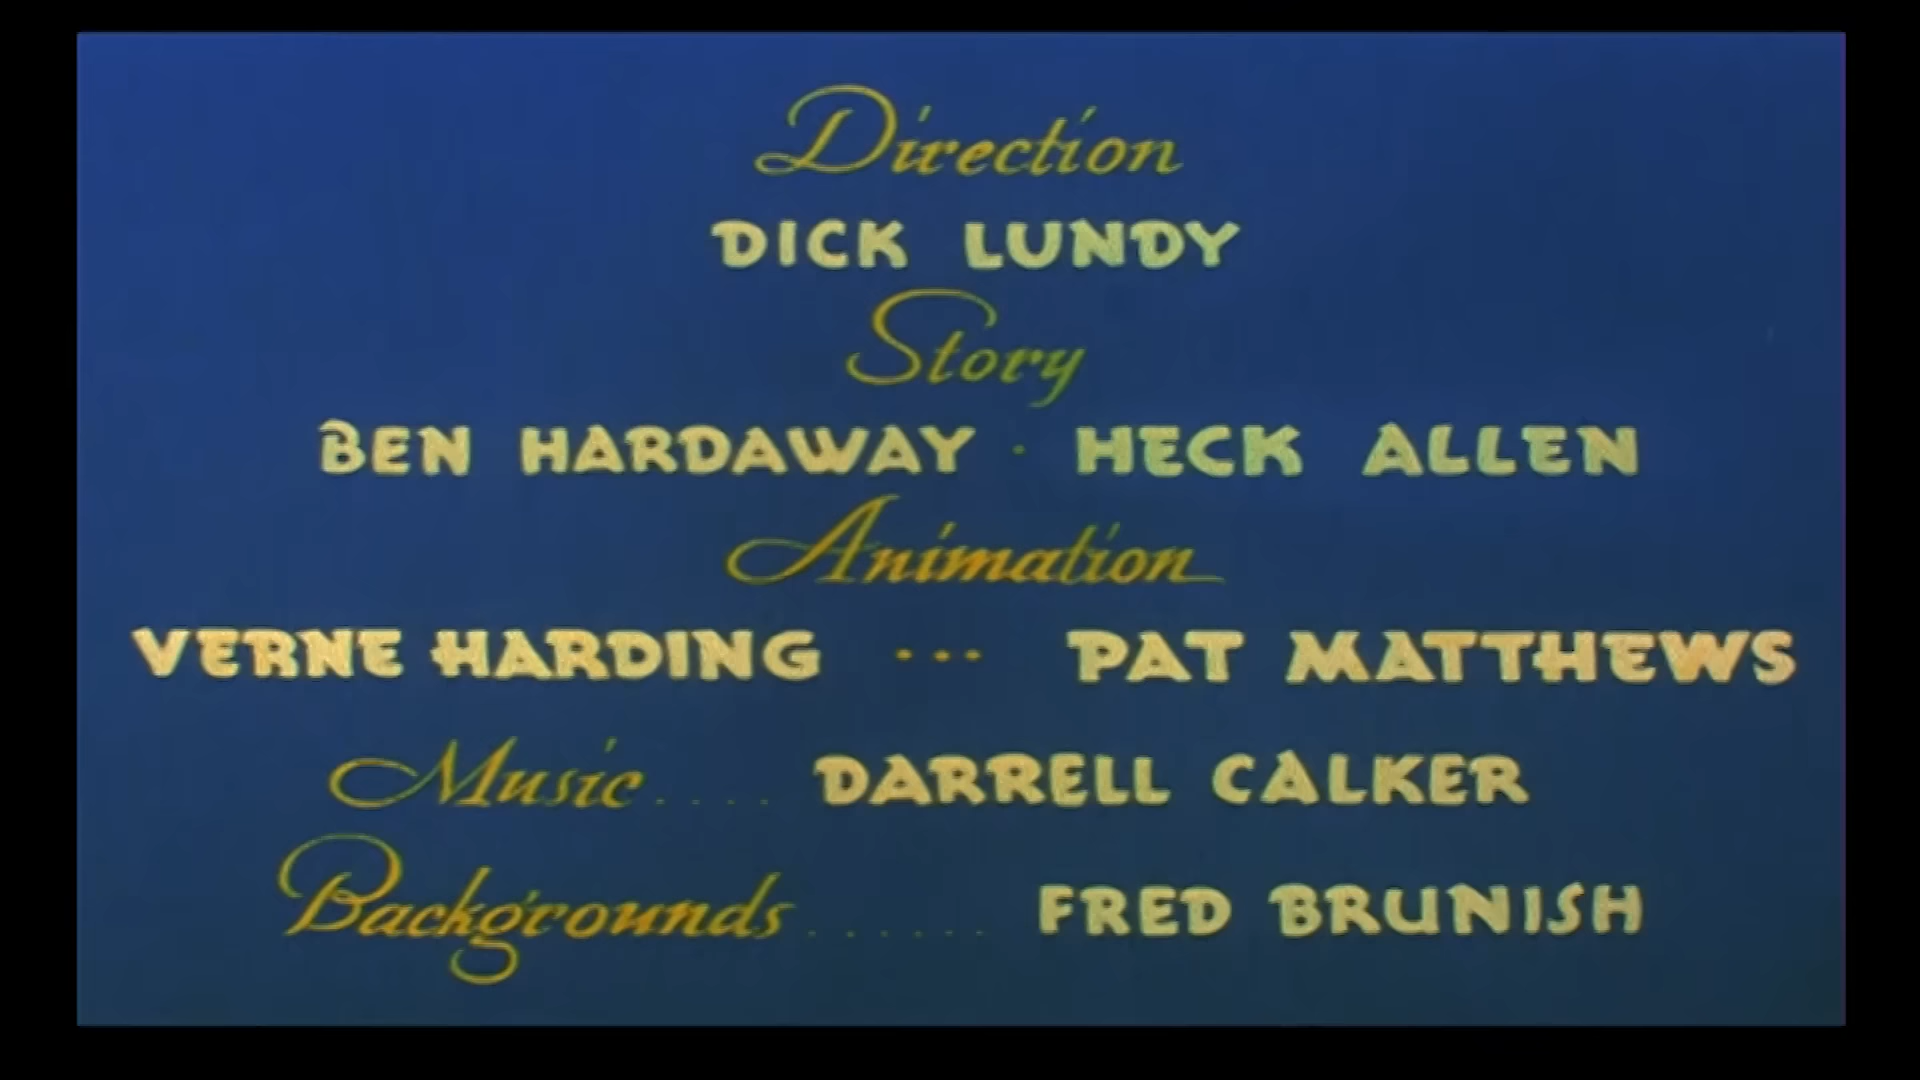 Direction
DICK LUNDY
Story
BEN HARDAWAY · HECK ALLEN
Animation
VERNE HARDING ... PAT MATTHEWS
Music.... DARRELL CALKER
Backgrounds...... FRED BRUNISH